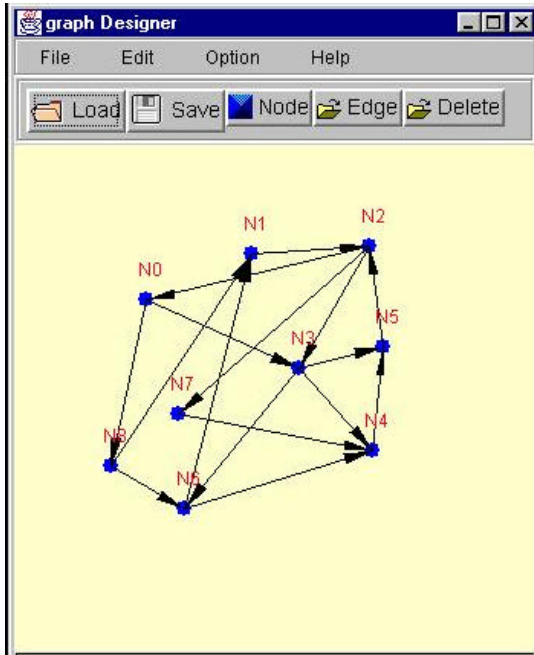 graph Designer
File Edit Option Help
Load Save Node Edge Delete
N2
N1
N0
N5
N3
N7
N4
N8
N6